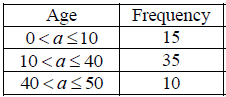 Age Frequency
0 < a ≤ 10 15
10 < a ≤ 40 35
40 < a ≤ 50 10